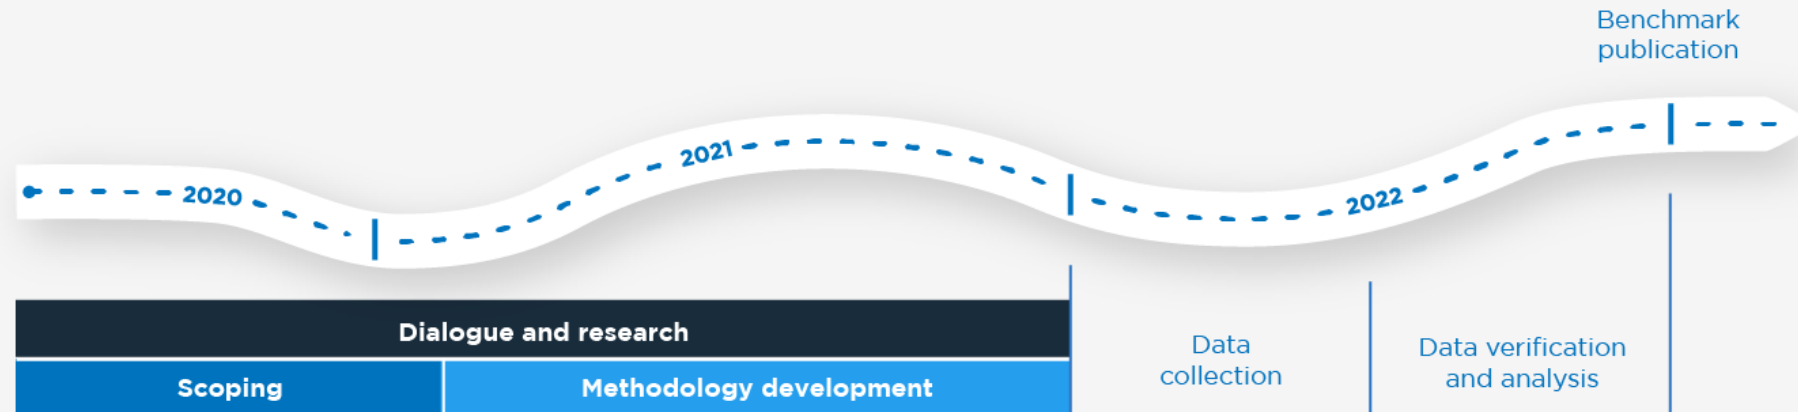 Benchmark
publication
2020
2021
2022
Dialogue and research
Scoping
Methodology development
Data
collection
Data verification
and analysis